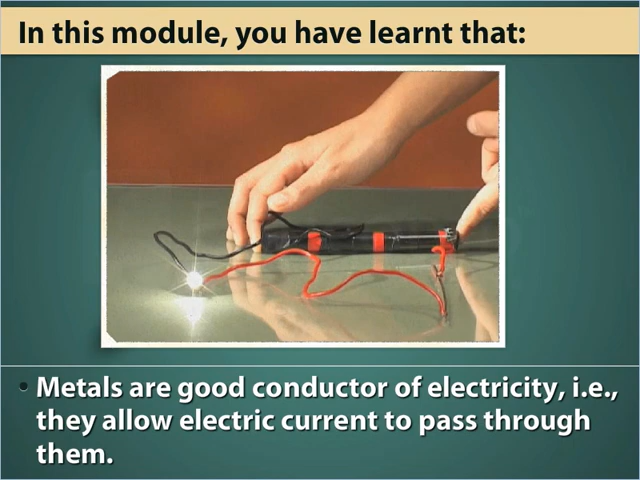 In this module, you have learnt that:
• Metals are good conductor of electricity, i.e.,
they allow electric current to pass through
them.